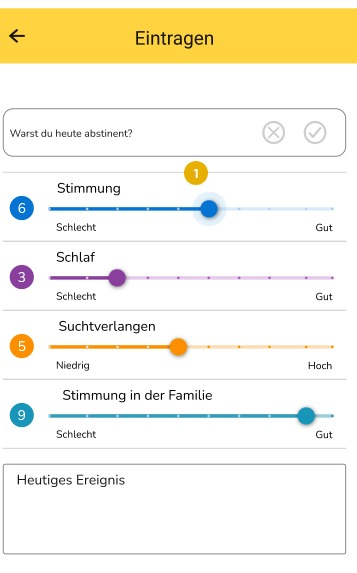 Eintragen
Warst du heute abstinent?
1
Stimmung
6
Schlecht Gut
Schlaf
3
Schlecht Gut
Suchtverlangen
5
Niedrig Hoch
Stimmung in der Familie
9
Schlecht Gut
Heutiges Ereignis